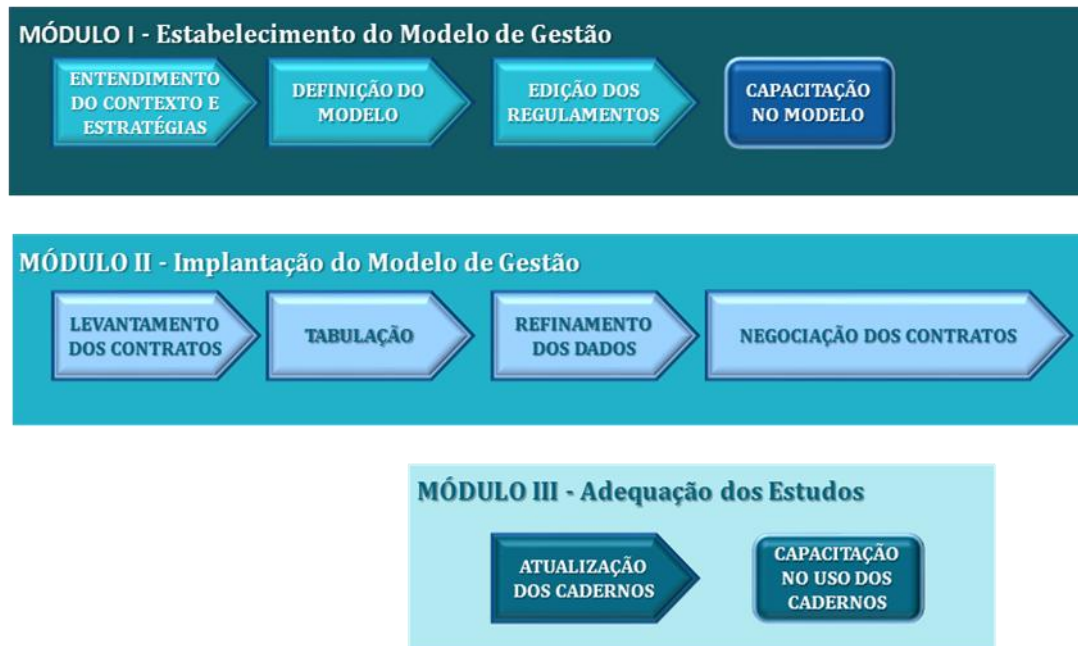 MÓDULO I - Estabelecimento do Modelo de Gestão
ENTENDIMENTO
DO CONTEXTO E
ESTRATÉGIAS
DEFINIÇÃO DO
MODELO
EDIÇÃO DOS
REGULAMENTOS
CAPACITAÇÃO
NO MODELO
MÓDULO II - Implantação do Modelo de Gestão
LEVANTAMENTO
DOS CONTRATOS
TABULAÇÃO
REFINAMENTO
DOS DADOS
NEGOCIAÇÃO DOS CONTRATOS
MÓDULO III - Adequação dos Estudos
ATUALIZAÇÃO
DOS CADERNOS
CAPACITAÇÃO
NO USO DOS
CADERNOS